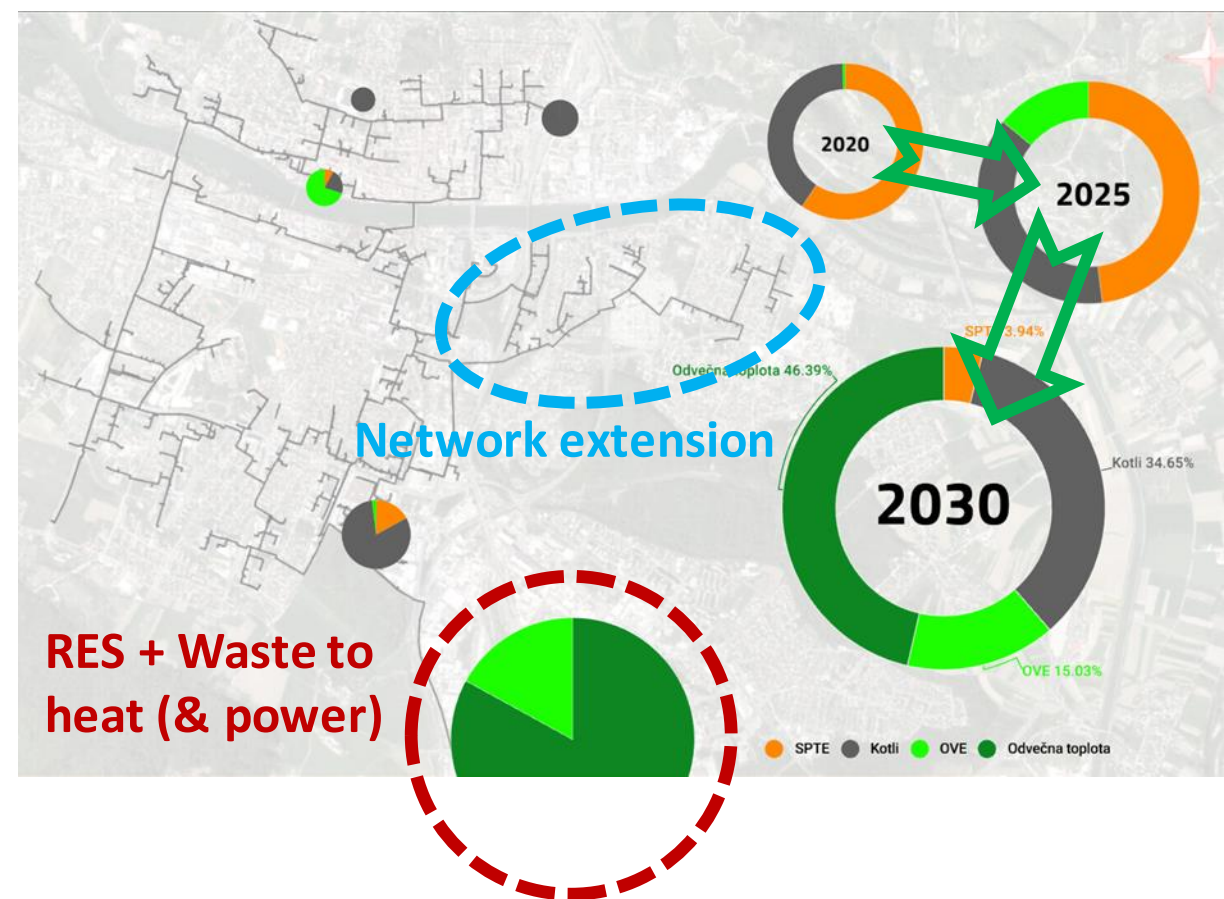 2020
2025
SPTE 3.94%
Odvečna toplota 46.39%
Network extension
Kotli 34.65%
2030
RES + Waste to
heat (& power)
OVE 15.03%
SPTE Kotli OVE Odvečna toplota